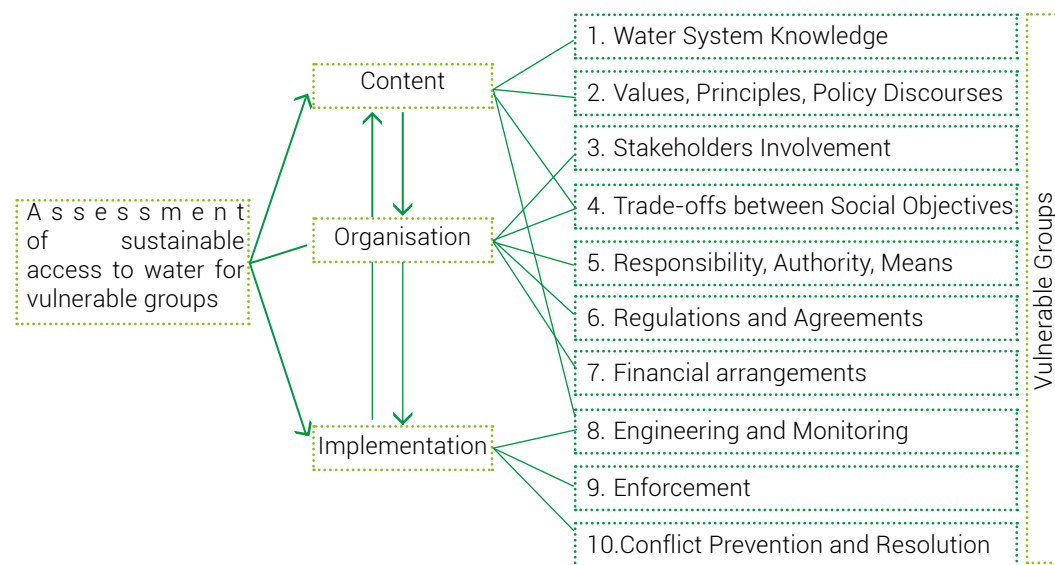 Assessment
of sustainable
access to water for
vulnerable groups
Content
Organisation
Implementation
1. Water System Knowledge
2. Values, Principles, Policy Discourses
3. Stakeholders Involvement
4. Trade-offs between Social Objectives
5. Responsibility, Authority, Means
6. Regulations and Agreements
7. Financial arrangements
8. Engineering and Monitoring
9. Enforcement
10.Conflict Prevention and Resolution
Vulnerable Groups